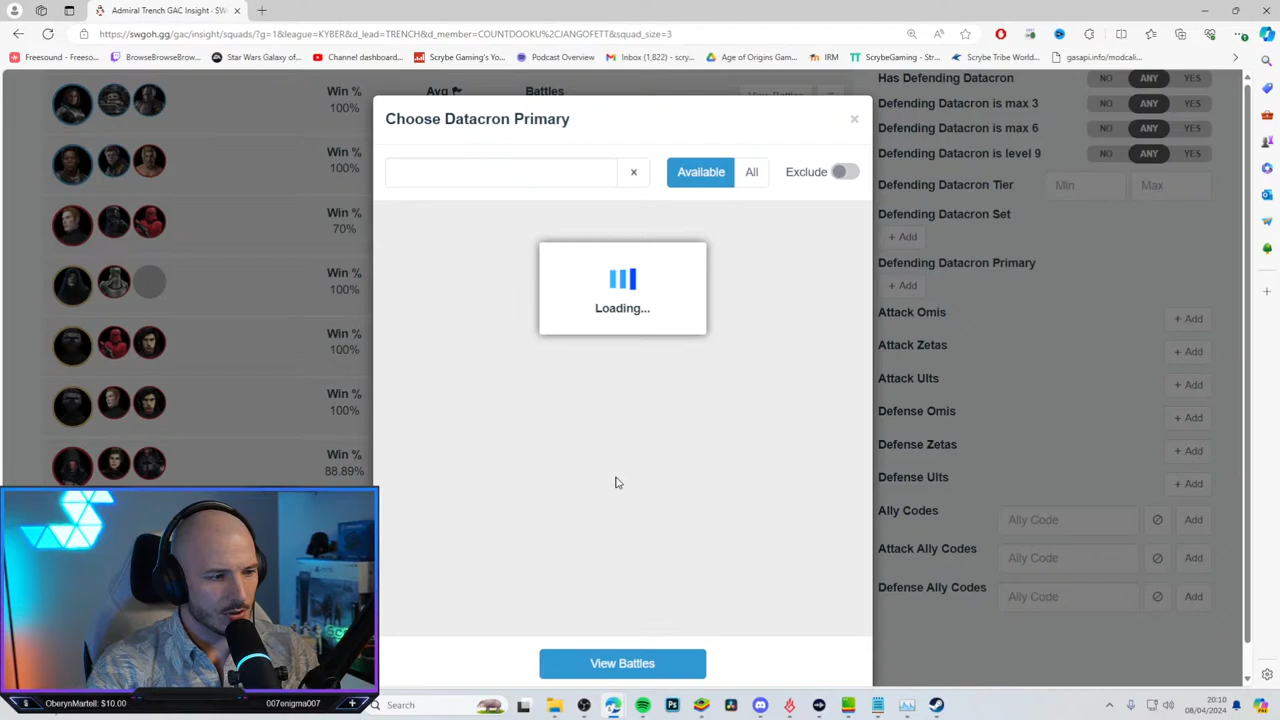 Admiral Trench GAC Insight - SW
https://swgoh.gg/gac/insight/squads/?g=1&league=KYBER&d_lead=TRENCH&d_member=COUNTDOOKU%2CJANGOFETT&squad_size=3
Freesound - Freeso...
BrowseBrowseBrow...
Star Wars Galaxy of...
Channel dashboard...
Scrybe Gaming's Yo...
Podcast Overview
Inbox (1,822) - scry...
Age of Origins Gam...
IRM
ScrybeGaming - Str...
Scrybe Tribe World...
gasapi.info/modcali...
Win %
100%
Avg
Battles
View Battles
Win %
100%
Win %
70%
Win %
100%
Win %
100%
Win %
100%
Win %
88.89%
Choose Datacron Primary
×
×
Available
All
Exclude
Loading...
View Battles
Has Defending Datacron
NO
ANY
YES
Defending Datacron is max 3
NO
ANY
YES
Defending Datacron is max 6
NO
ANY
YES
Defending Datacron is level 9
NO
ANY
YES
Defending Datacron Tier
Min
Max
Defending Datacron Set
+ Add
Defending Datacron Primary
+ Add
Attack Omis
+ Add
Attack Zetas
+ Add
Attack Ults
+ Add
Defense Omis
+ Add
Defense Zetas
+ Add
Defense Ults
+ Add
Ally Codes
Ally Code
Add
Attack Ally Codes
Ally Code
Add
Defense Ally Codes
Ally Code
Add
$
OberynMartell: $10.00
007enigma007
+
Search
20:10
08/04/2024